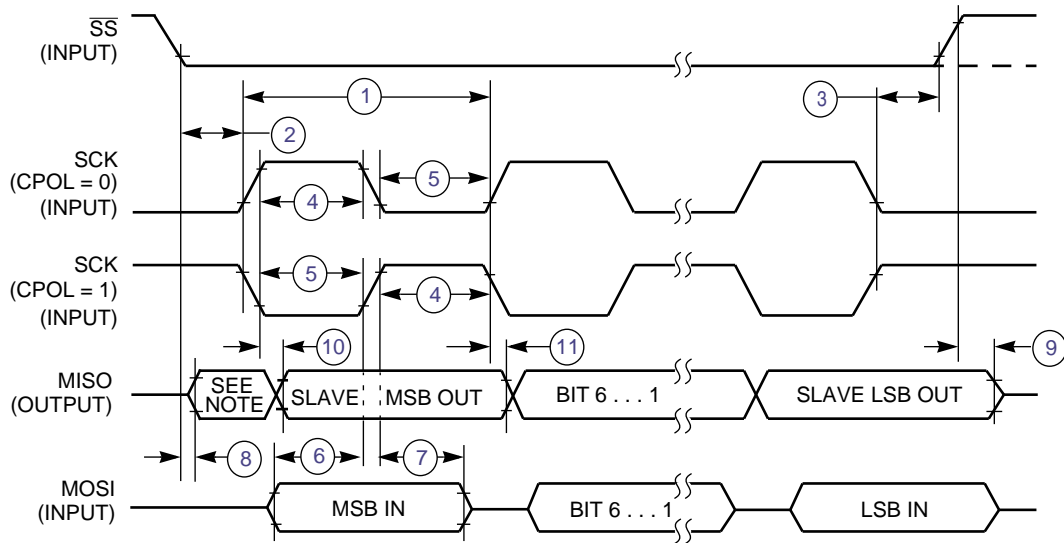 SS
(INPUT)
1
3
2
SCK
(CPOL = 0)
(INPUT)
4
5
SCK
(CPOL = 1)
(INPUT)
5
4
10
11
9
MISO
(OUTPUT)
SEE
NOTE
SLAVE
MSB OUT
BIT 6 . . . 1
SLAVE LSB OUT
8
6
7
MOSI
(INPUT)
MSB IN
BIT 6 . . . 1
LSB IN